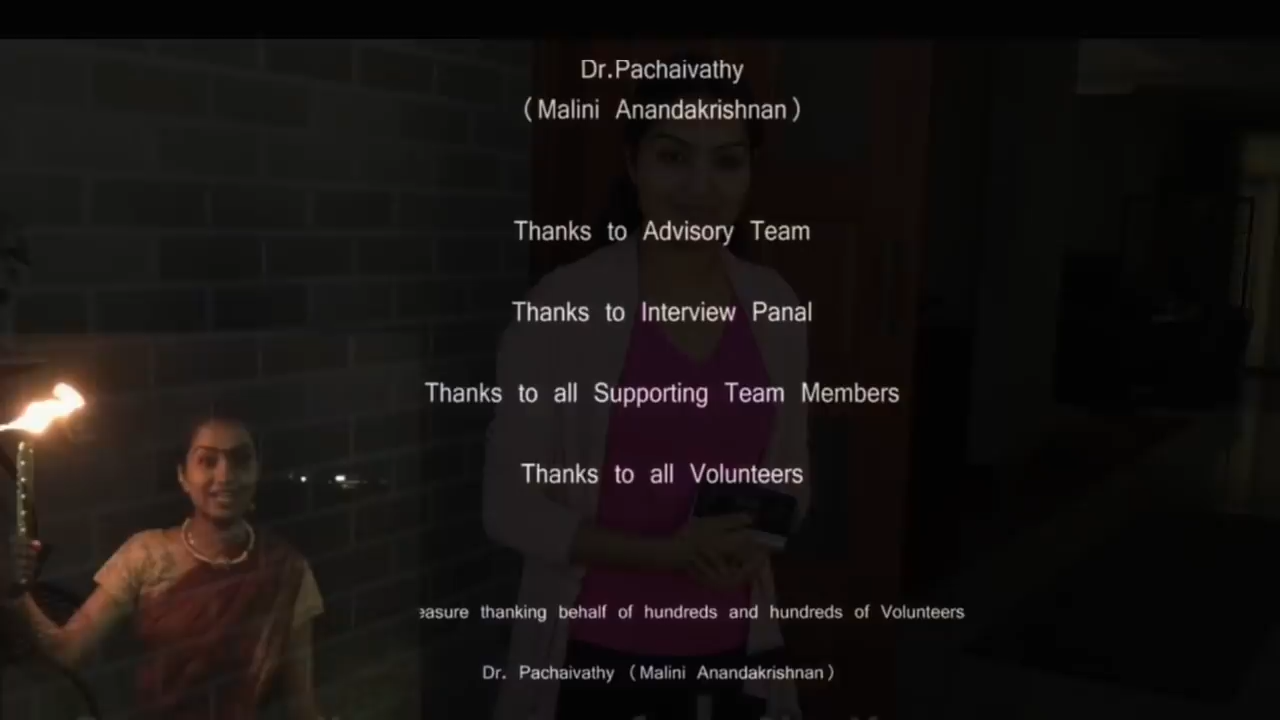 Dr.Pachaivathy
(Malini Anandakrishnan)
Thanks to Advisory Team
Thanks to Interview Panal
Thanks to all Supporting Team Members
Thanks to all Volunteers
thanking behalf of hundreds and hundreds of Volunteers
Dr. Pachaivathy (Malini Anandakrishnan)